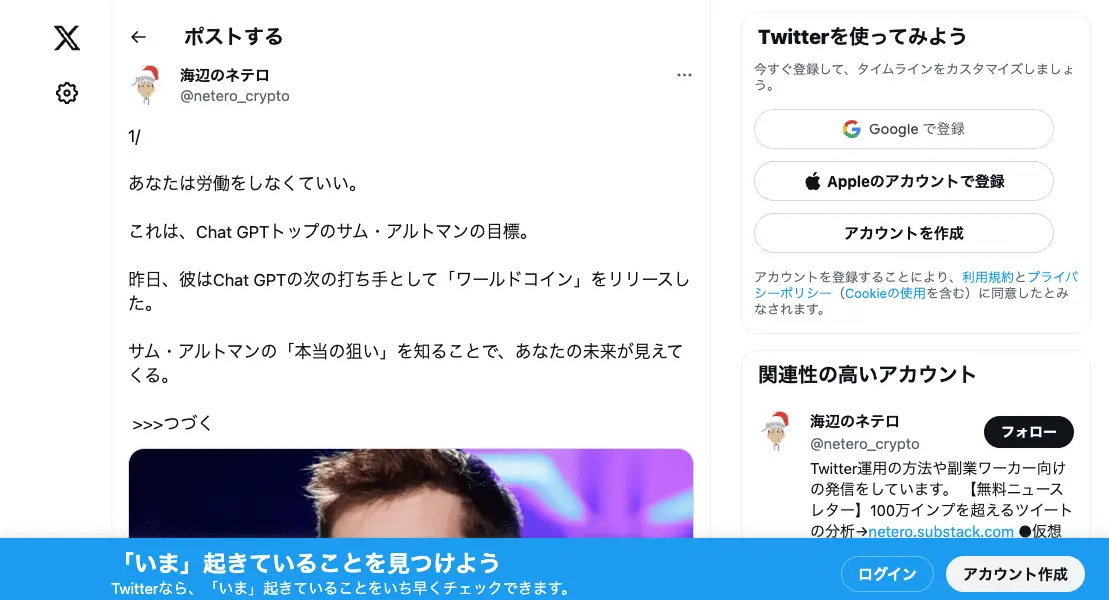 ポストする
海辺のネテロ
@netero_crypto
1/
あなたは労働をしなくていい。
これは、Chat GPTトップのサム・アルトマンの目標。
昨日、彼はChat GPTの次の打ち手として「ワールドコイン」をリリースし
た。
サム・アルトマンの「本当の狙い」を知ることで、あなたの未来が見えて
くる。
>>>つづく
Twitterを使ってみよう
今すぐ登録して、タイムラインをカスタマイズしましょ
う。
Google で登録
Appleのアカウントで登録
アカウントを作成
アカウントを登録することにより、利用規約とプライバ
シーポリシー（Cookieの使用を含む）に同意したとみ
なされます。
関連性の高いアカウント
海辺のネテロ
@netero_crypto
フォロー
Twitter運用の方法や副業ワーカー向け
の発信をしています。 【無料ニュース
レター】100万インプを超えるツイート
の分析→netero.substack.com ●仮想
「いま」起きていることを見つけよう
Twitterなら、「いま」起きていることをいち早くチェックできます。
ログイン
アカウント作成